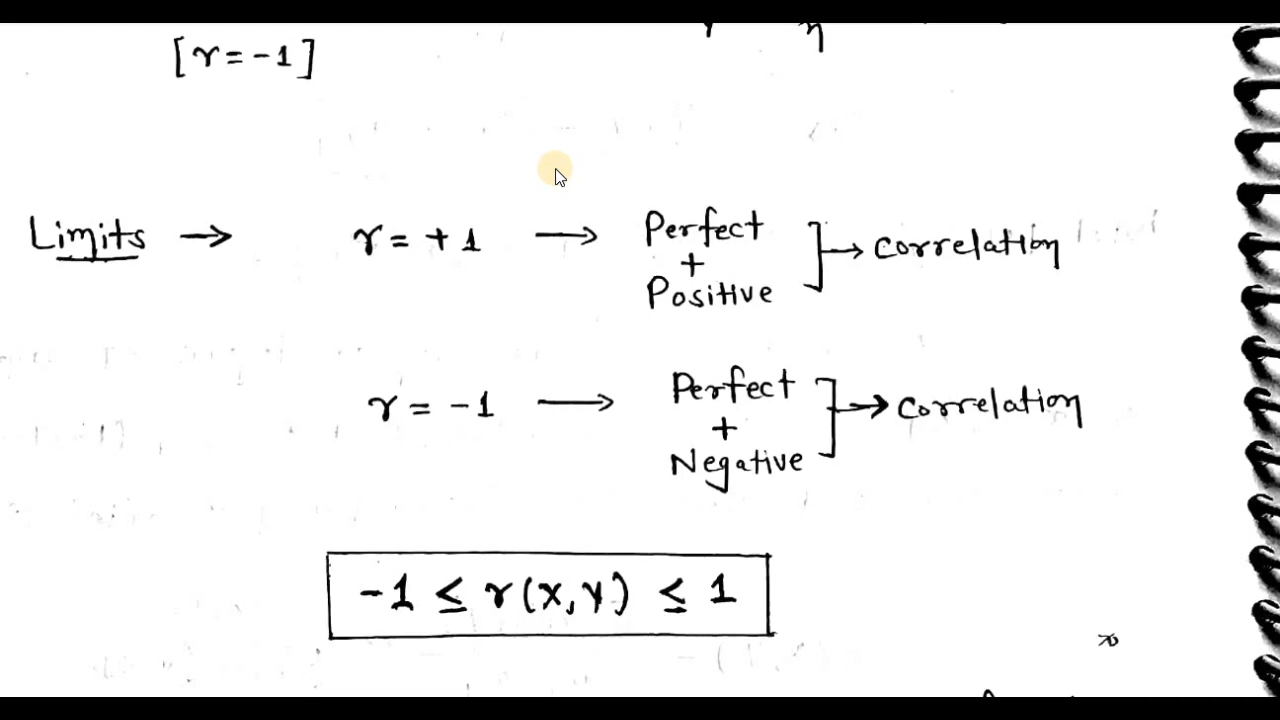 [r = -1]
Limits → r = +1 → Perfect + Positive ] → Correlation
r = -1 → Perfect + Negative ] → Correlation
-1 ≤ r(x,y) ≤ 1